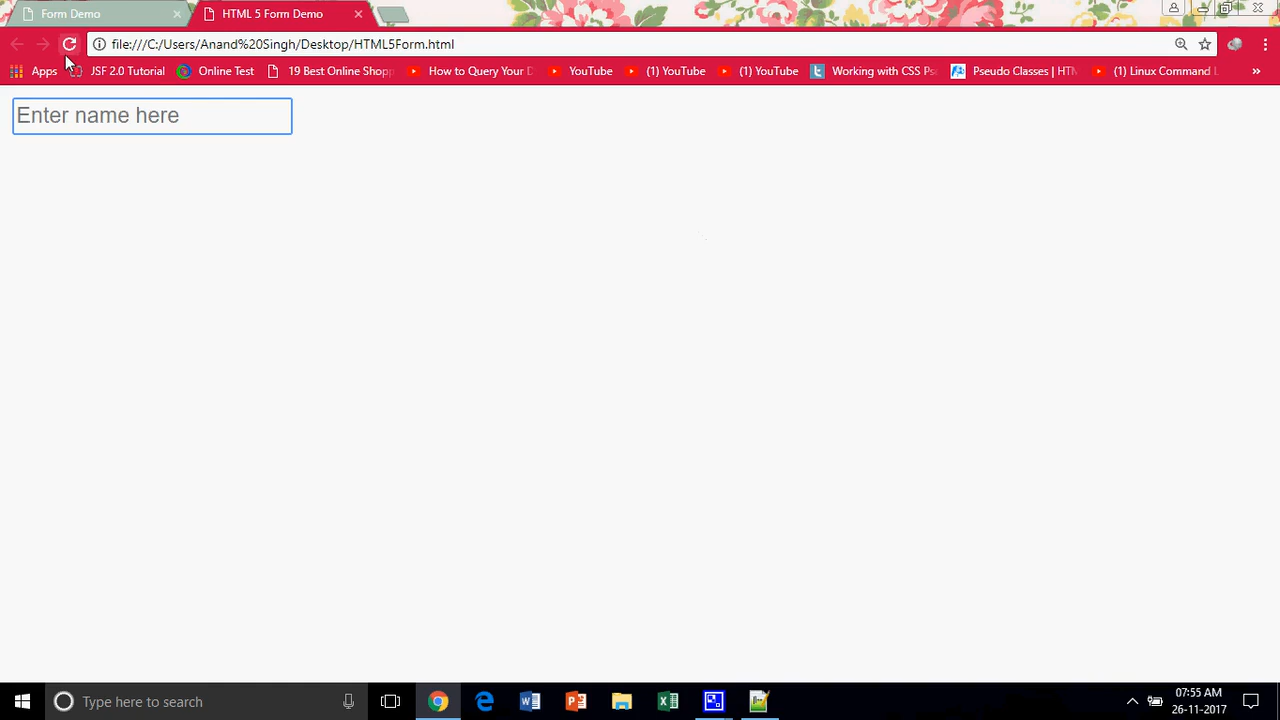 Form Demo
HTML 5 Form Demo
file:///C:/Users/Anand%20Singh/Desktop/HTML5Form.html
Apps JSF 2.0 Tutorial Online Test 19 Best Online Shopp How to Query Your D YouTube (1) YouTube (1) YouTube Working with CSS Ps Pseudo Classes | HTM (1) Linux Command L »
Enter name here
Type here to search
07:55 AM
26-11-2017